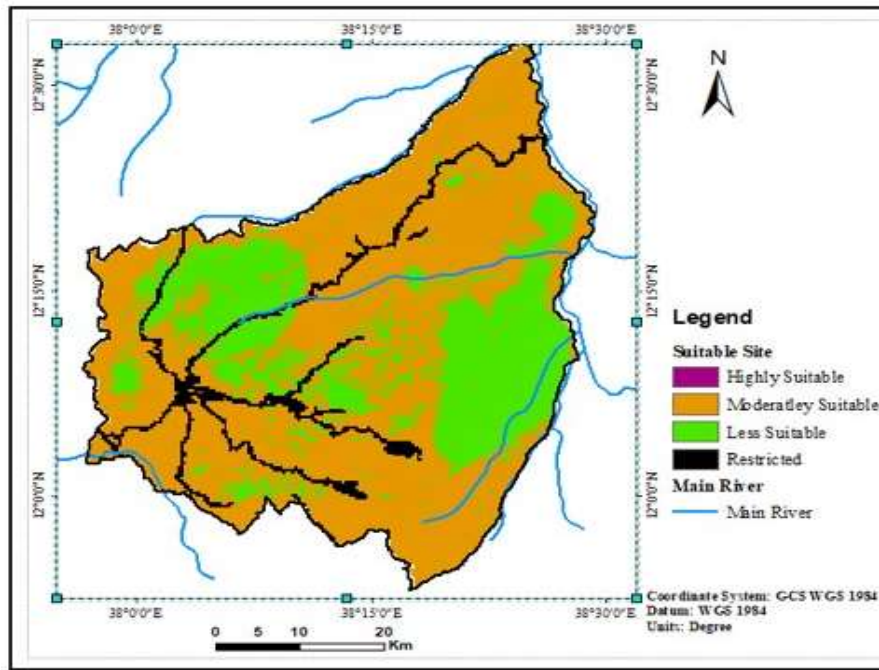 38°0'0"E 38°15'0"E 38°30'0"E
12°30'0"N 12°30'0"N
N
12°15'0"N 12°15'0"N
Legend
Suitable Site
Highly Suitable
Moderatley Suitable
Less Suitable
Restricted
Main River
Main River
12°0'0"N 12°0'0"N
38°0'0"E 38°15'0"E 38°30'0"E
Coordinate System: GCS WGS 1984
Datum: WGS 1984
Units: Degree
0 5 10 20
Km